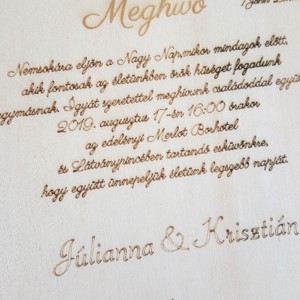 Meghívó
Nemsokára eljön a Nagy Nap,mikor mindazok előtt,
akik fontosak az életünkben örök hűséget fogadunk
egymásnak. Így szeretettel meghívunk családoddal együtt
2019. augusztus 17-én 16:00 órakor
az edelényi Merlot Borhotel
és Látványpincésben tartandó esküvőnkre,
hogy együtt ünnepeljük életünk legszebb napját.
Júlianna & Krisztián